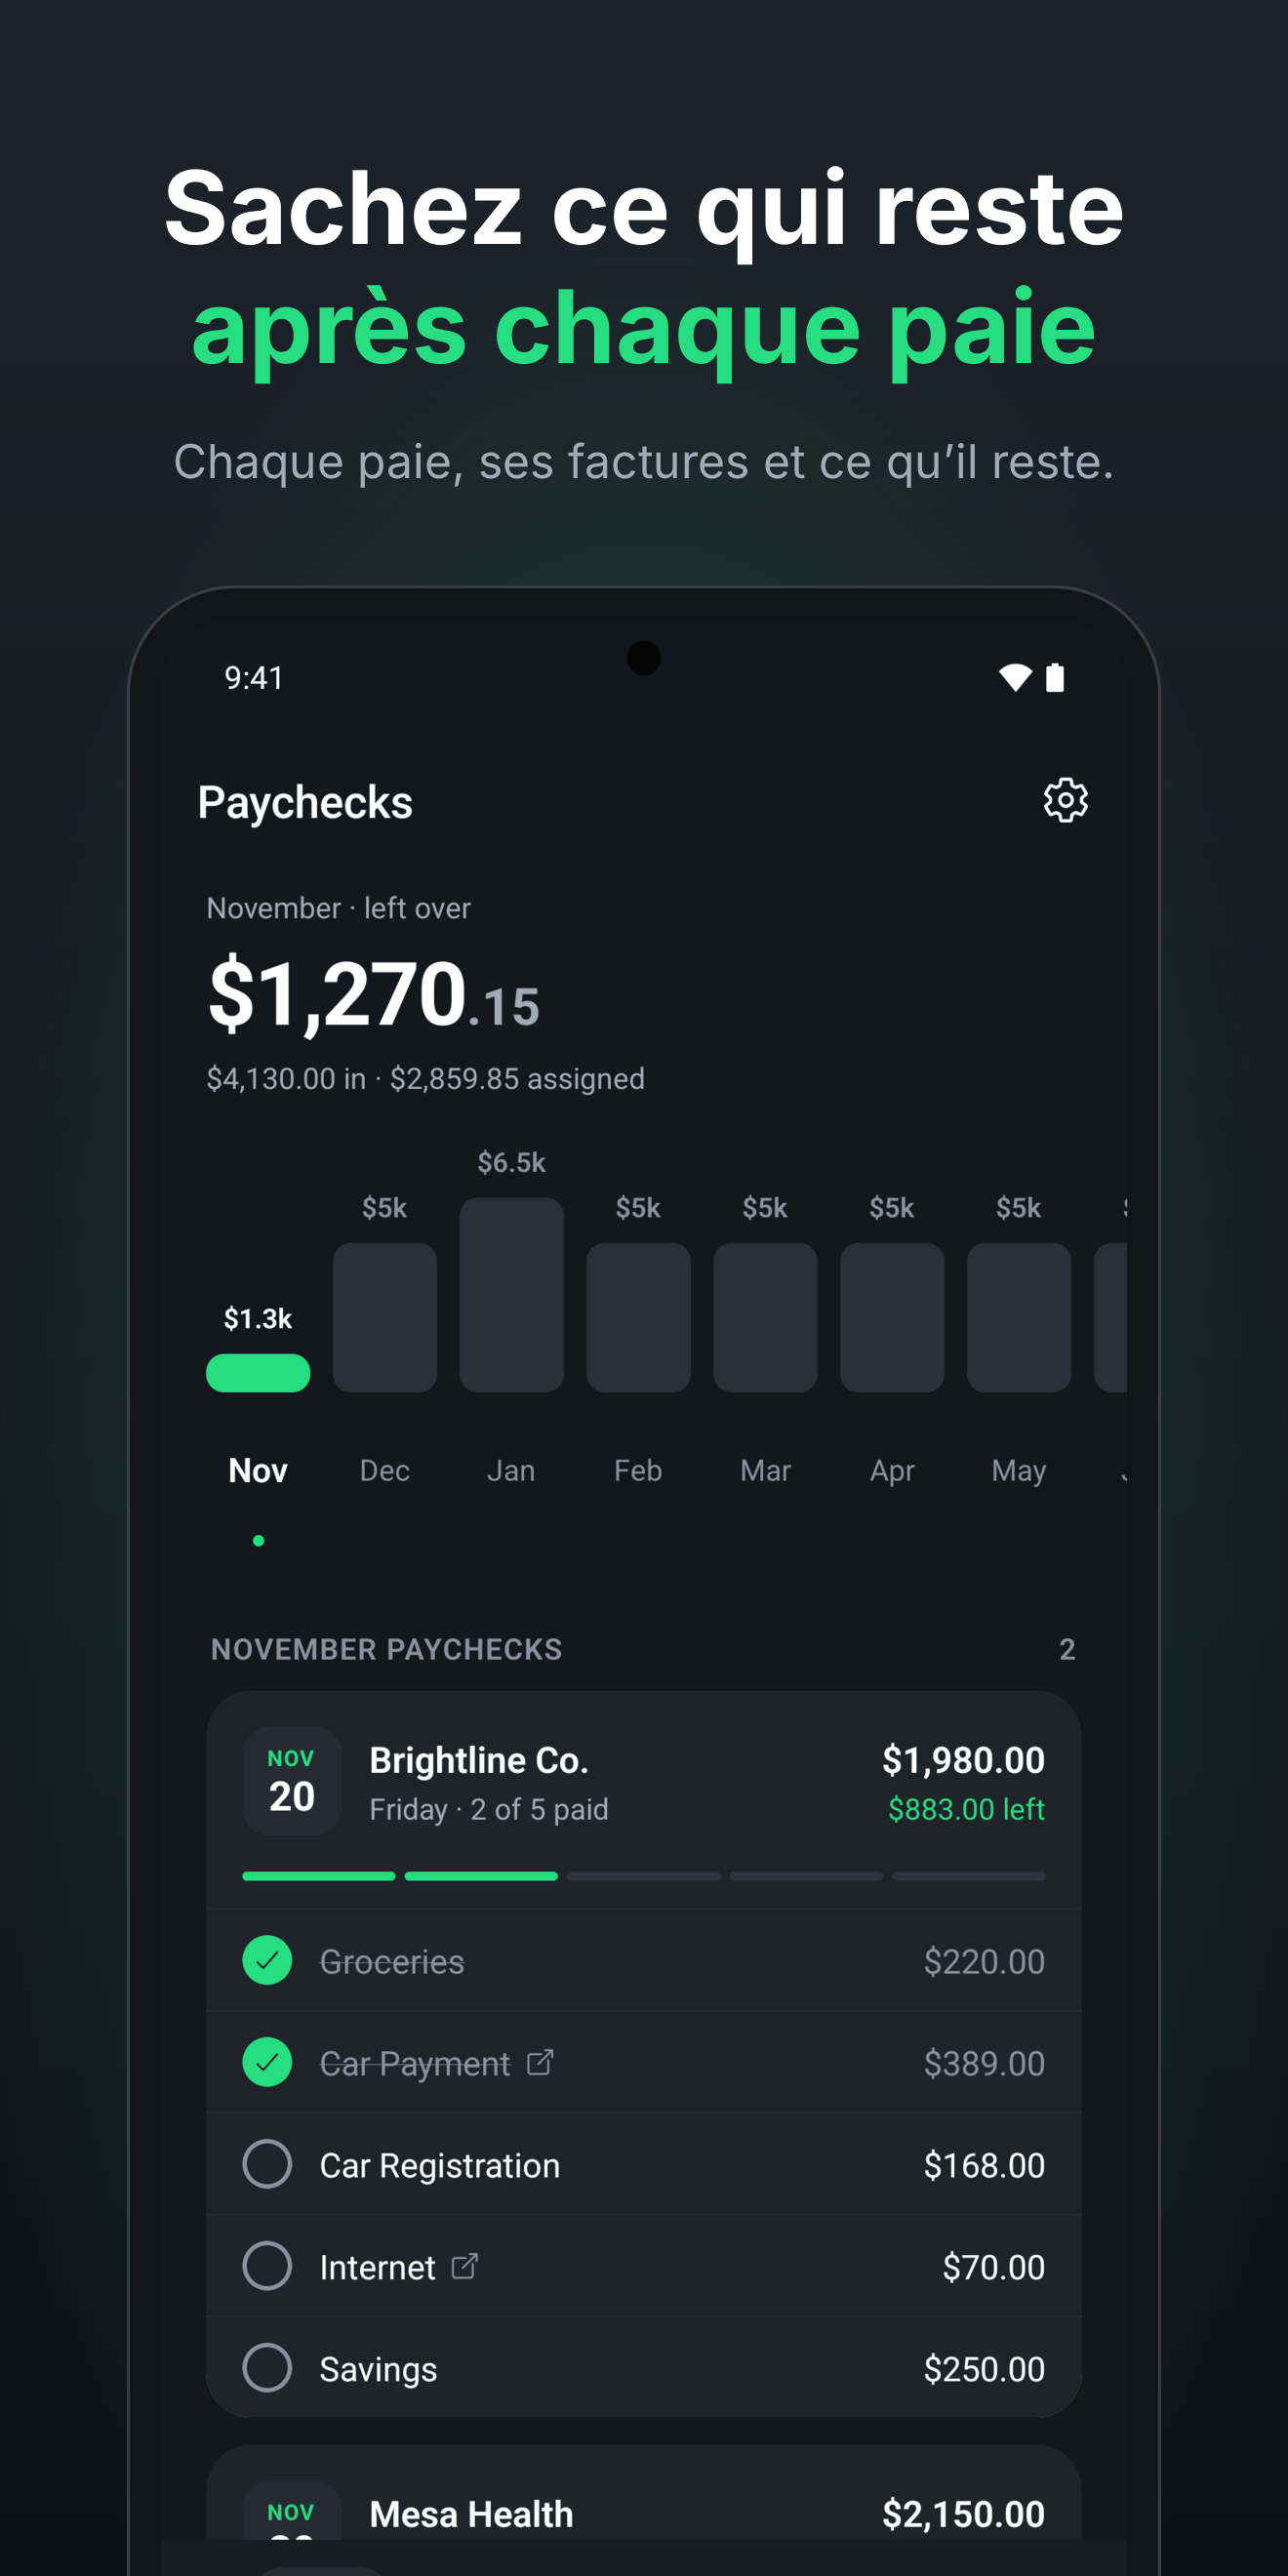 Sachez ce qui reste
après chaque paie
Chaque paie, ses factures et ce qu’il reste.
9:41
Paychecks
November · left over
$1,270.15
$4,130.00 in · $2,859.85 assigned
$1.3k $5k $6.5k $5k $5k $5k $5k
Nov Dec Jan Feb Mar Apr May
NOVEMBER PAYCHECKS 2
NOV Brightline Co. $1,980.00
20 Friday · 2 of 5 paid $883.00 left
Groceries $220.00
Car Payment $389.00
Car Registration $168.00
Internet $70.00
Savings $250.00
NOV Mesa Health $2,150.00